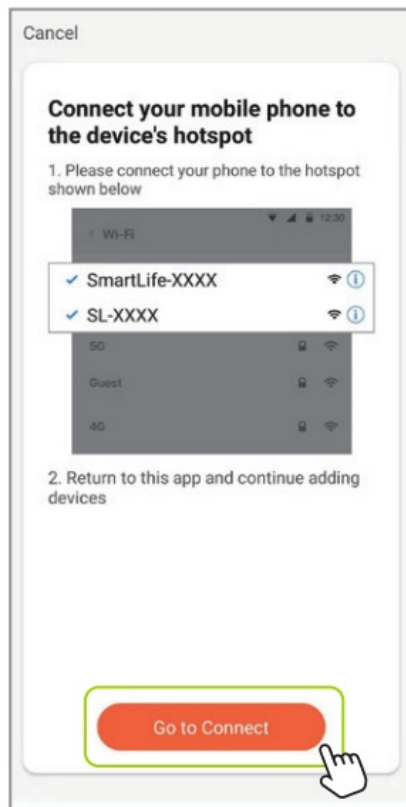 Cancel
Connect your mobile phone to
the device's hotspot
1. Please connect your phone to the hotspot
shown below
12:30
Wi-Fi
SmartLife-XXXX
SL-XXXX
5G
Guest
4G
2. Return to this app and continue adding
devices
Go to Connect